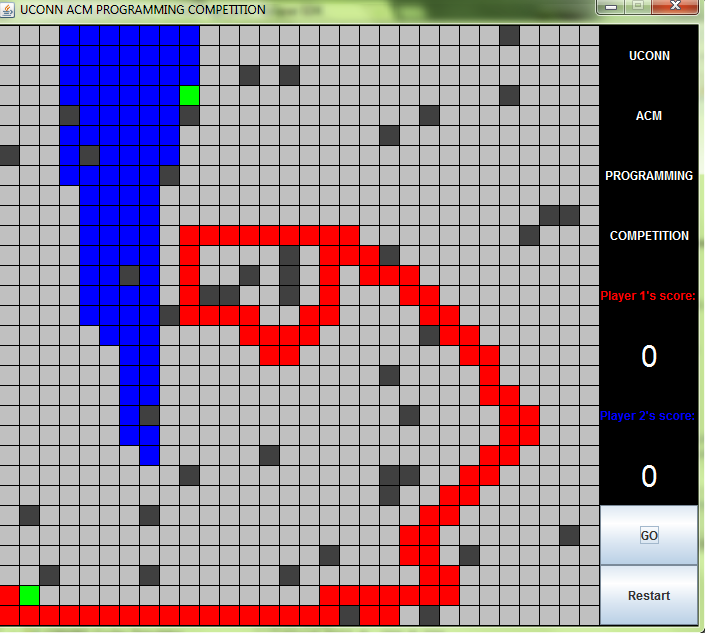 UCONN ACM PROGRAMMING COMPETITION
UCONN
ACM
PROGRAMMING
COMPETITION
Player 1's score:
0
Player 2's score:
0
GO
Restart